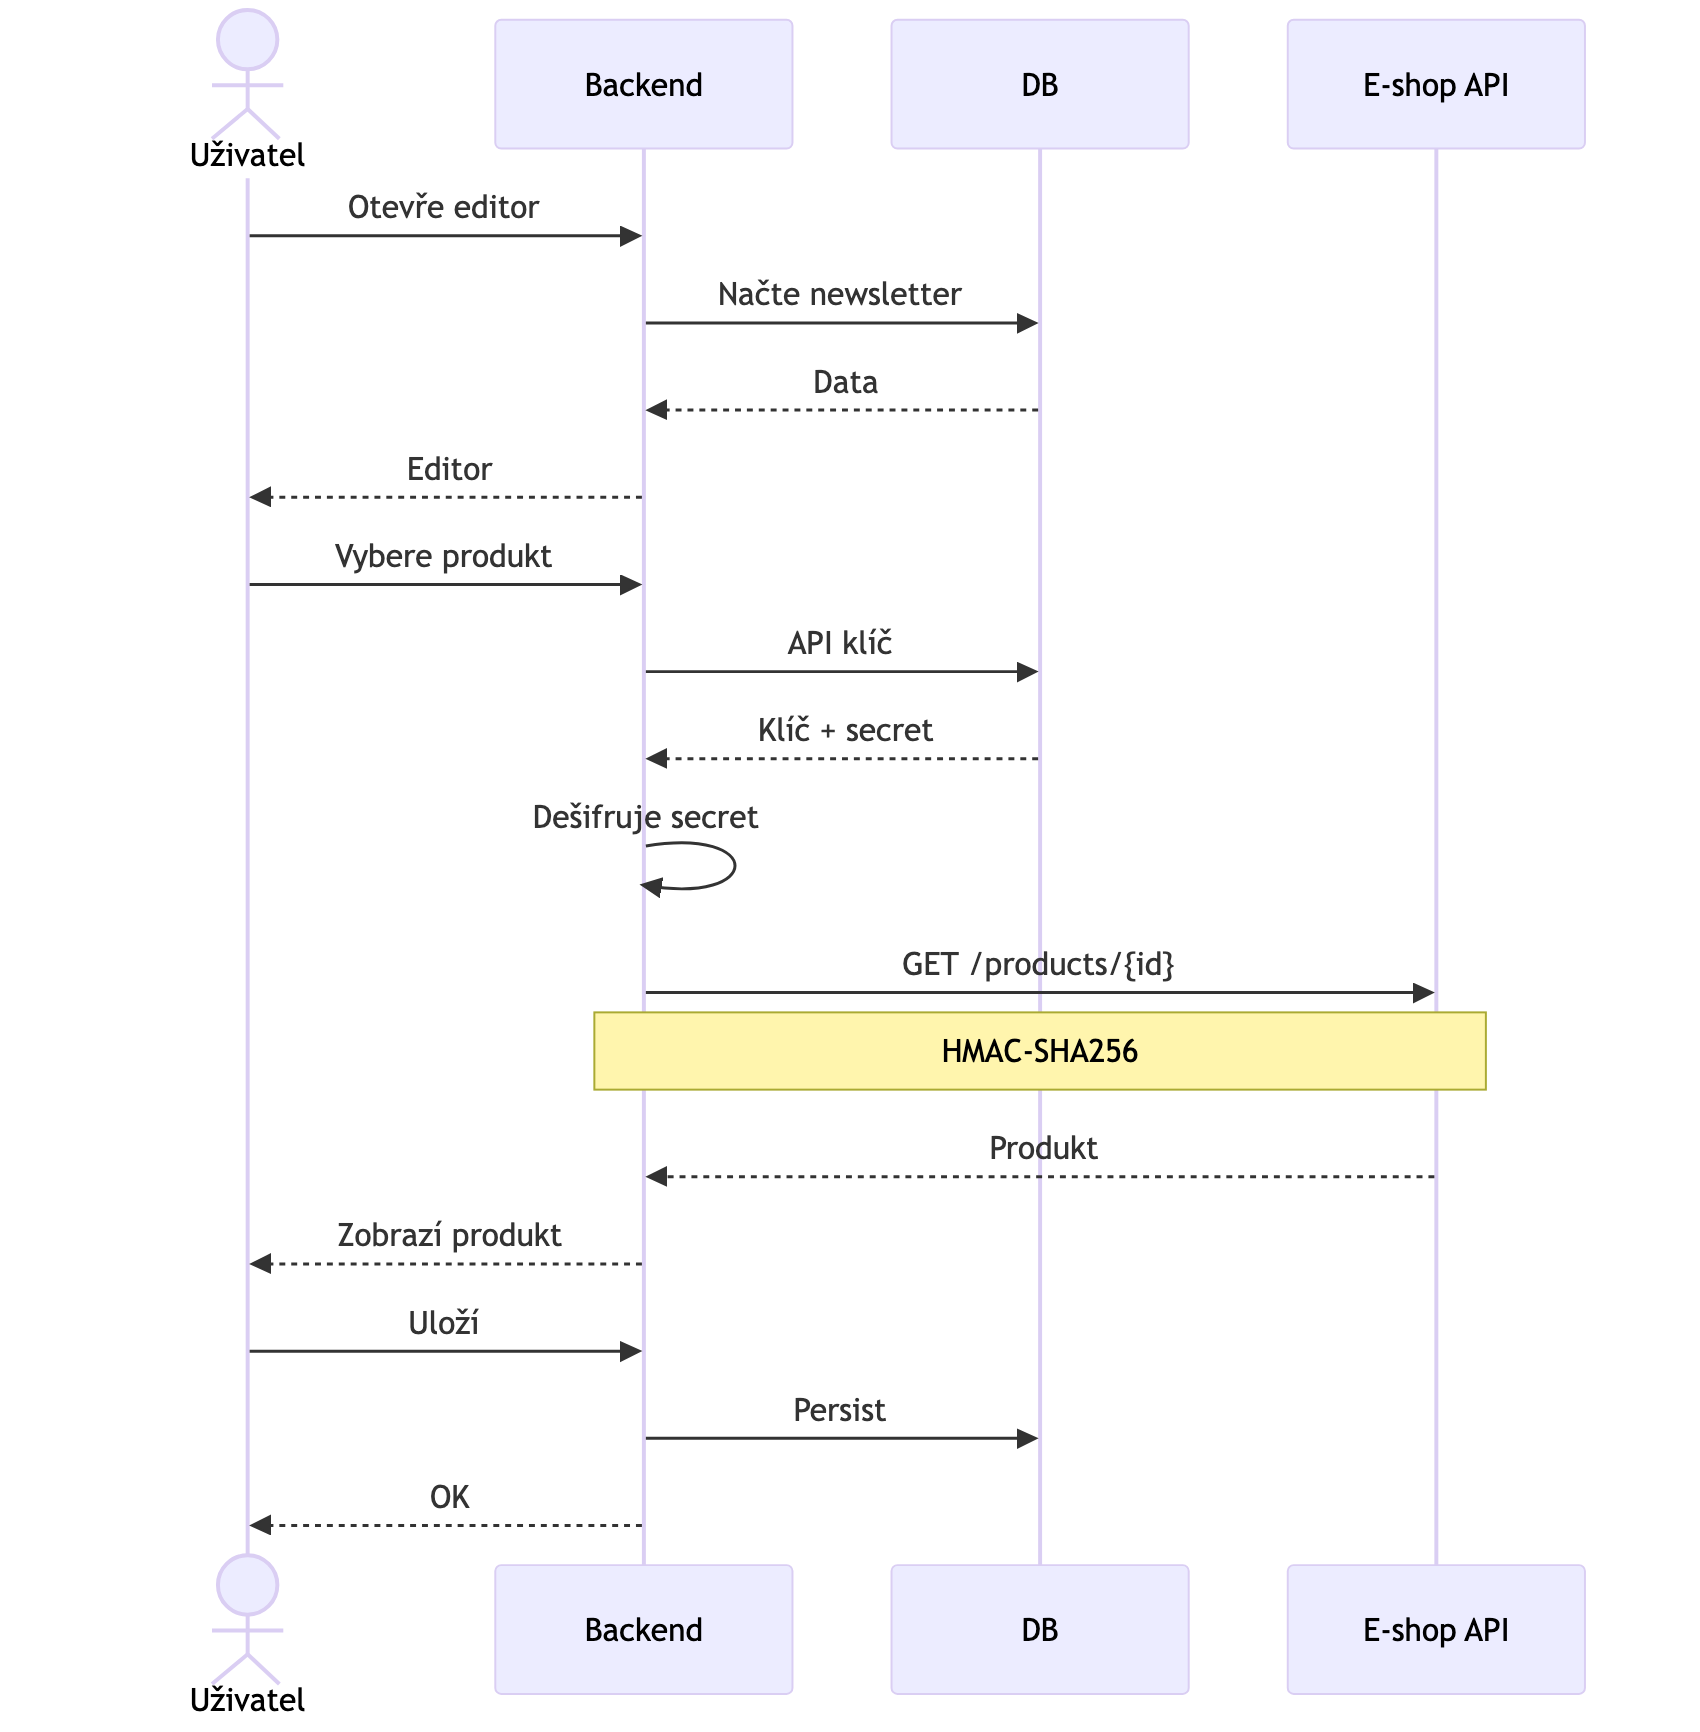 Backend
DB
E-shop API
Uživatel
Otevře editor
Načte newsletter
Data
Editor
Vybere produkt
API klíč
Klíč + secret
Dešifruje secret
GET /products/{id}
HMAC-SHA256
Produkt
Zobrazí produkt
Uloží
Persist
OK
Backend
DB
E-shop API
Uživatel